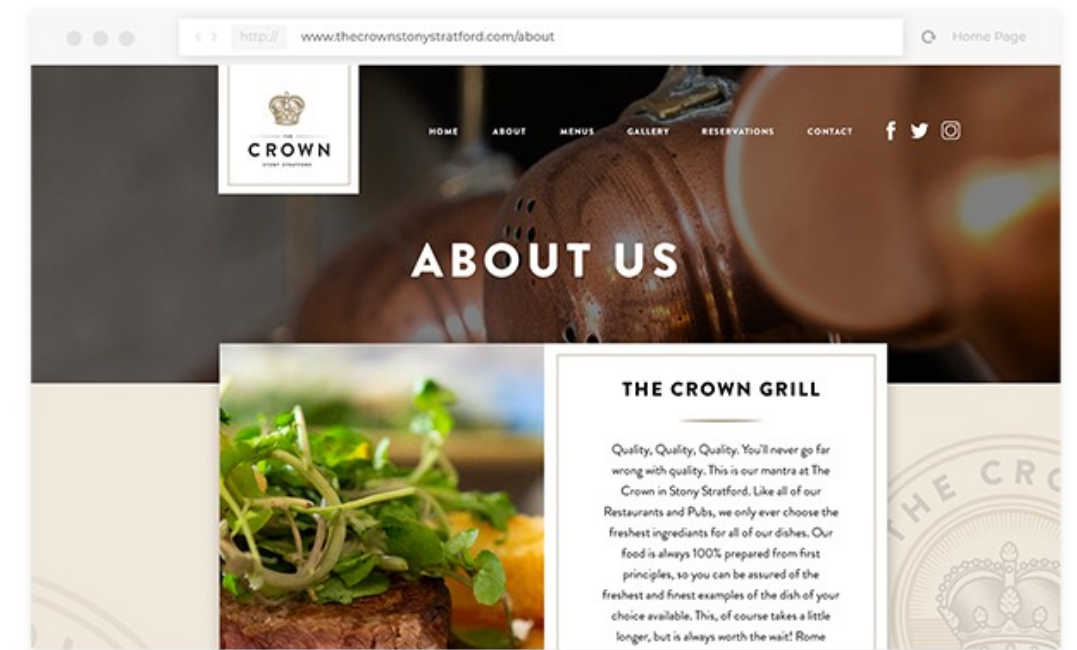 http://
www.thecrownstonystratford.com/about
Home Page
THE
CROWN
STONY STRATFORD
HOME
ABOUT
MENUS
GALLERY
RESERVATIONS
CONTACT
ABOUT US
THE CROWN GRILL
Quality, Quality, Quality. You'll never go far
wrong with quality. This is our mantra at The
Crown in Stony Stratford. Like all of our
Restaurants and Pubs, we only ever choose the
freshest ingrediants for all of our dishes. Our
food is always 100% prepared from first
principles, so you can be assured of the
freshest and finest examples of the dish of your
choice available. This, of course takes a little
longer, but is always worth the wait! Rome
THE CRO